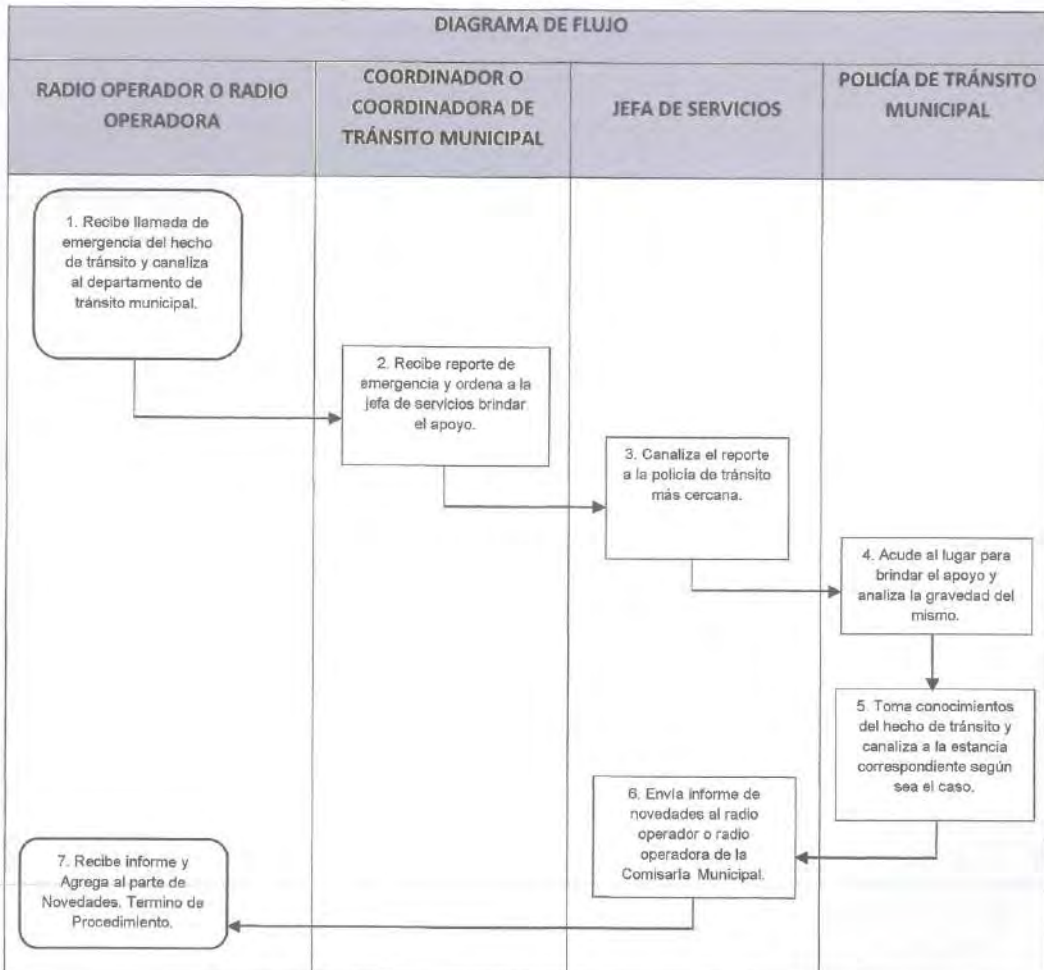 DIAGRAMA DE FLUJO
RADIO OPERADOR O RADIO
OPERADORA
COORDINADOR O
COORDINADORA DE
TRÁNSITO MUNICIPAL
JEFA DE SERVICIOS
POLICÍA DE TRÁNSITO
MUNICIPAL
1. Recibe llamada de
emergencia del hecho
de tránsito y canaliza
al departamento de
tránsito municipal.
2. Recibe reporte de
emergencia y ordena a la
jefa de servicios brindar
el apoyo.
3. Canaliza el reporte
a la policía de tránsito
más cercana.
4. Acude al lugar para
brindar el apoyo y
analiza la gravedad del
mismo.
5. Toma conocimientos
del hecho de tránsito y
canaliza a la estancia
correspondiente según
sea el caso.
6. Envía informe de
novedades al radio
operador o radio
operadora de la
Comisaría Municipal.
7. Recibe informe y
Agrega al parte de
Novedades. Termino de
Procedimiento.